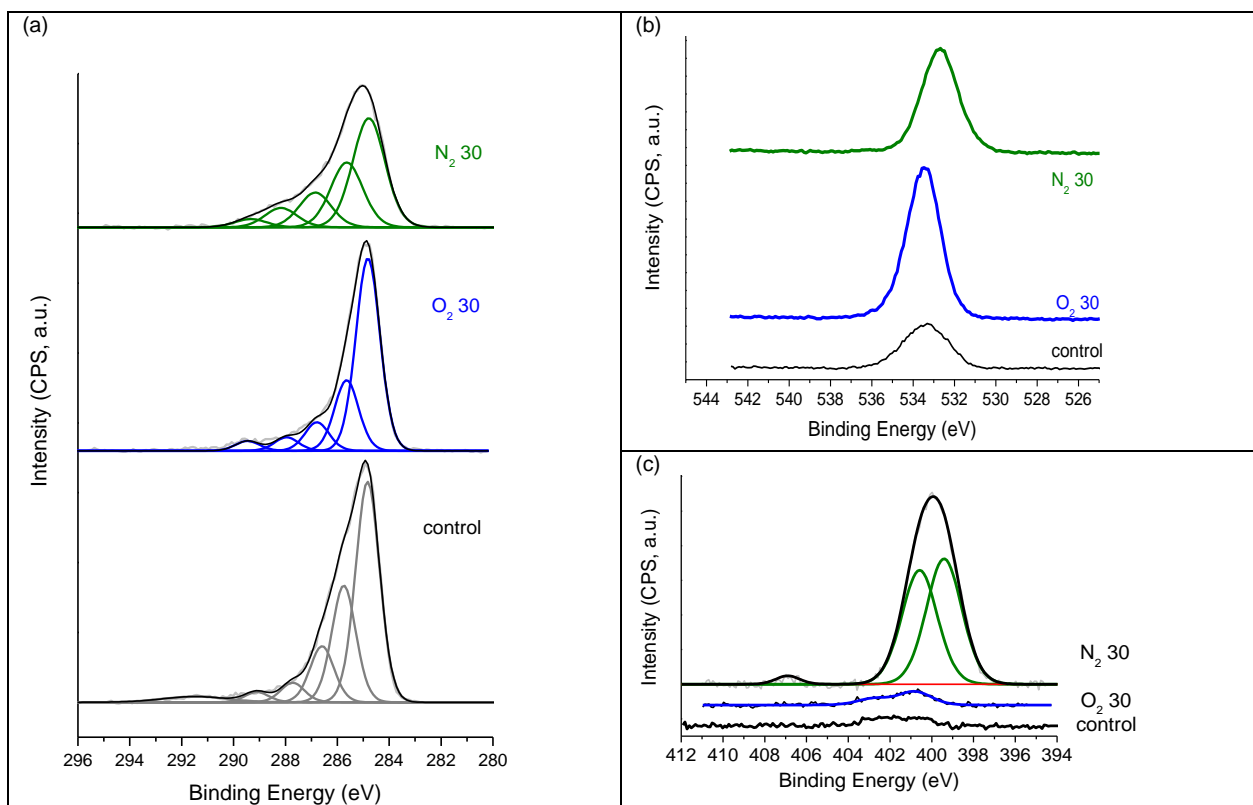 (a)
N₂ 30
O₂ 30
control
Intensity (CPS, a.u.)
296 294 292 290 288 286 284 282 280
Binding Energy (eV)
(b)
N₂ 30
O₂ 30
control
Intensity (CPS, a.u.)
544 542 540 538 536 534 532 530 528 526
Binding Energy (eV)
(c)
N₂ 30
O₂ 30
control
Intensity (CPS, a.u.)
412 410 408 406 404 402 400 398 396 394
Binding Energy (eV)